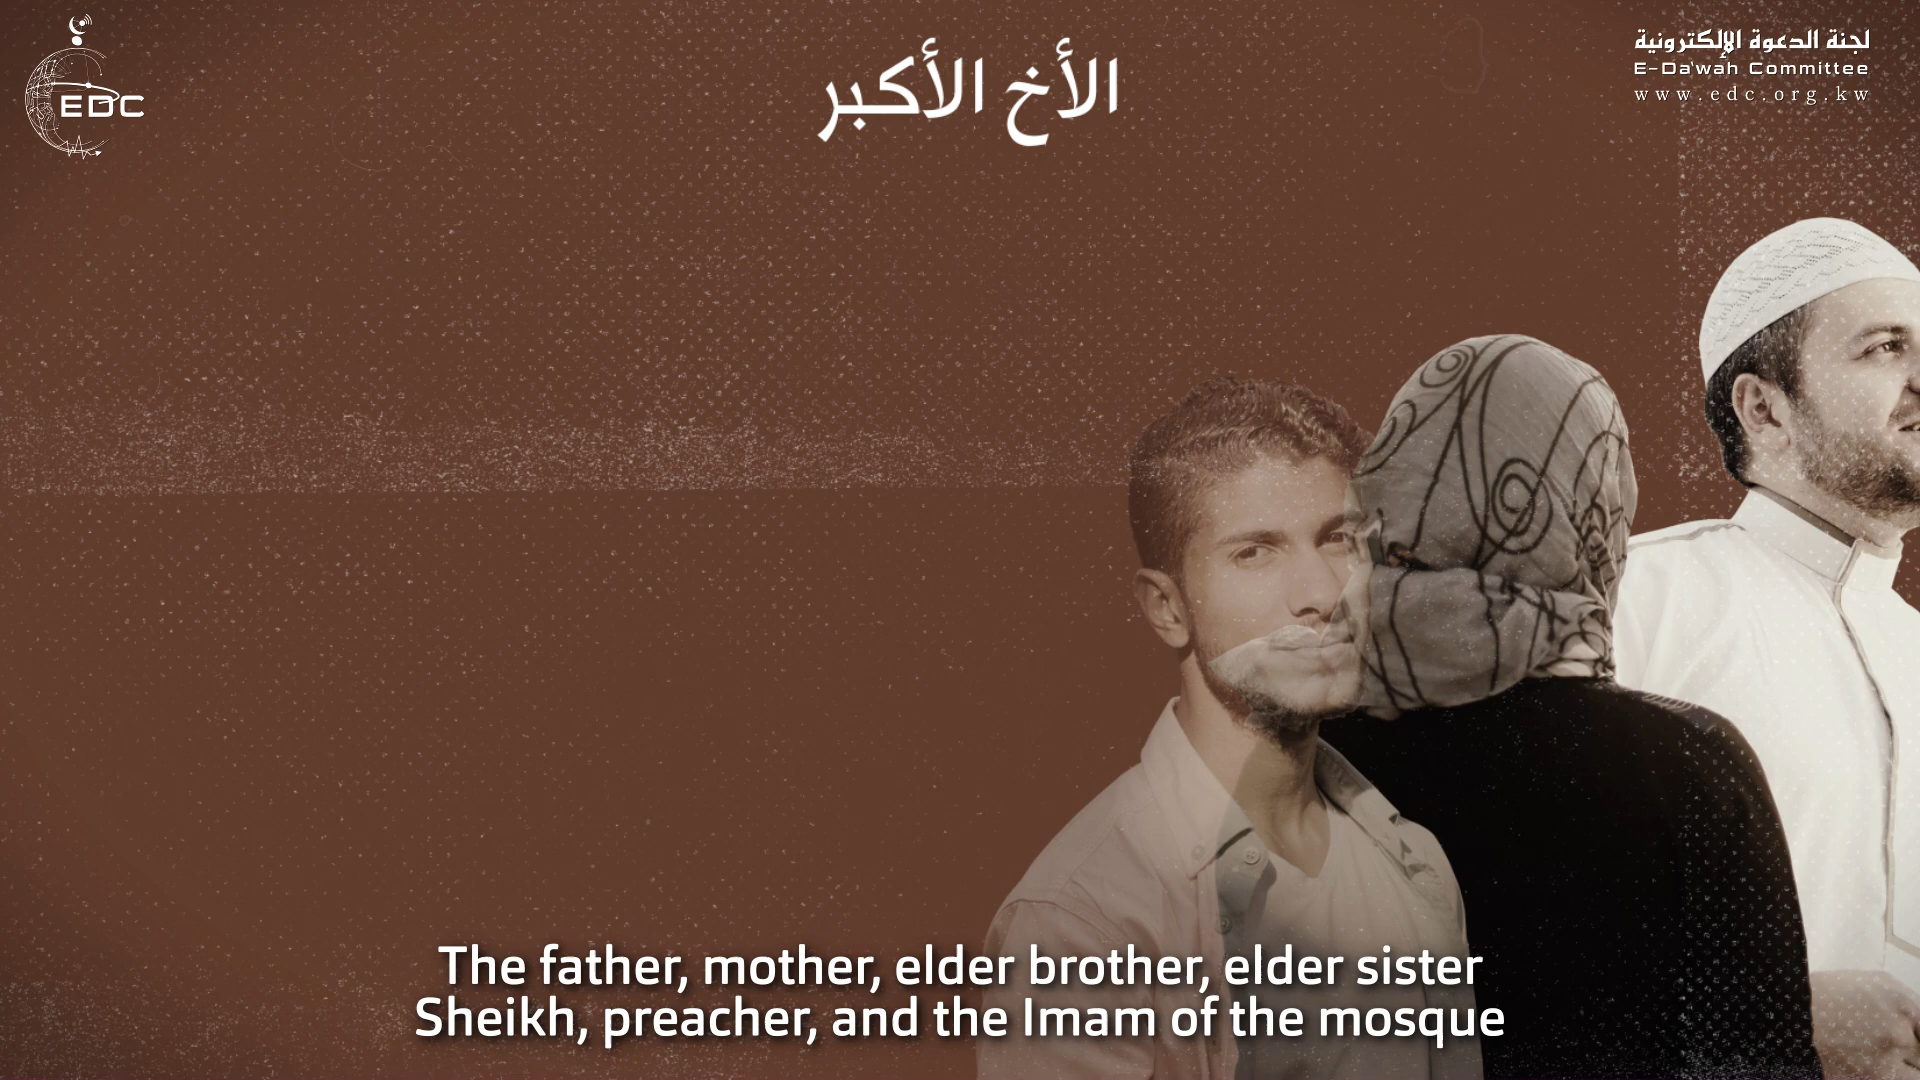 EDC
الأخ الأكبر
لجنة الدعوة الإلكترونية
E-Da'wah Committee
www.edc.org.kw
The father, mother, elder brother, elder sister
Sheikh, preacher, and the Imam of the mosque